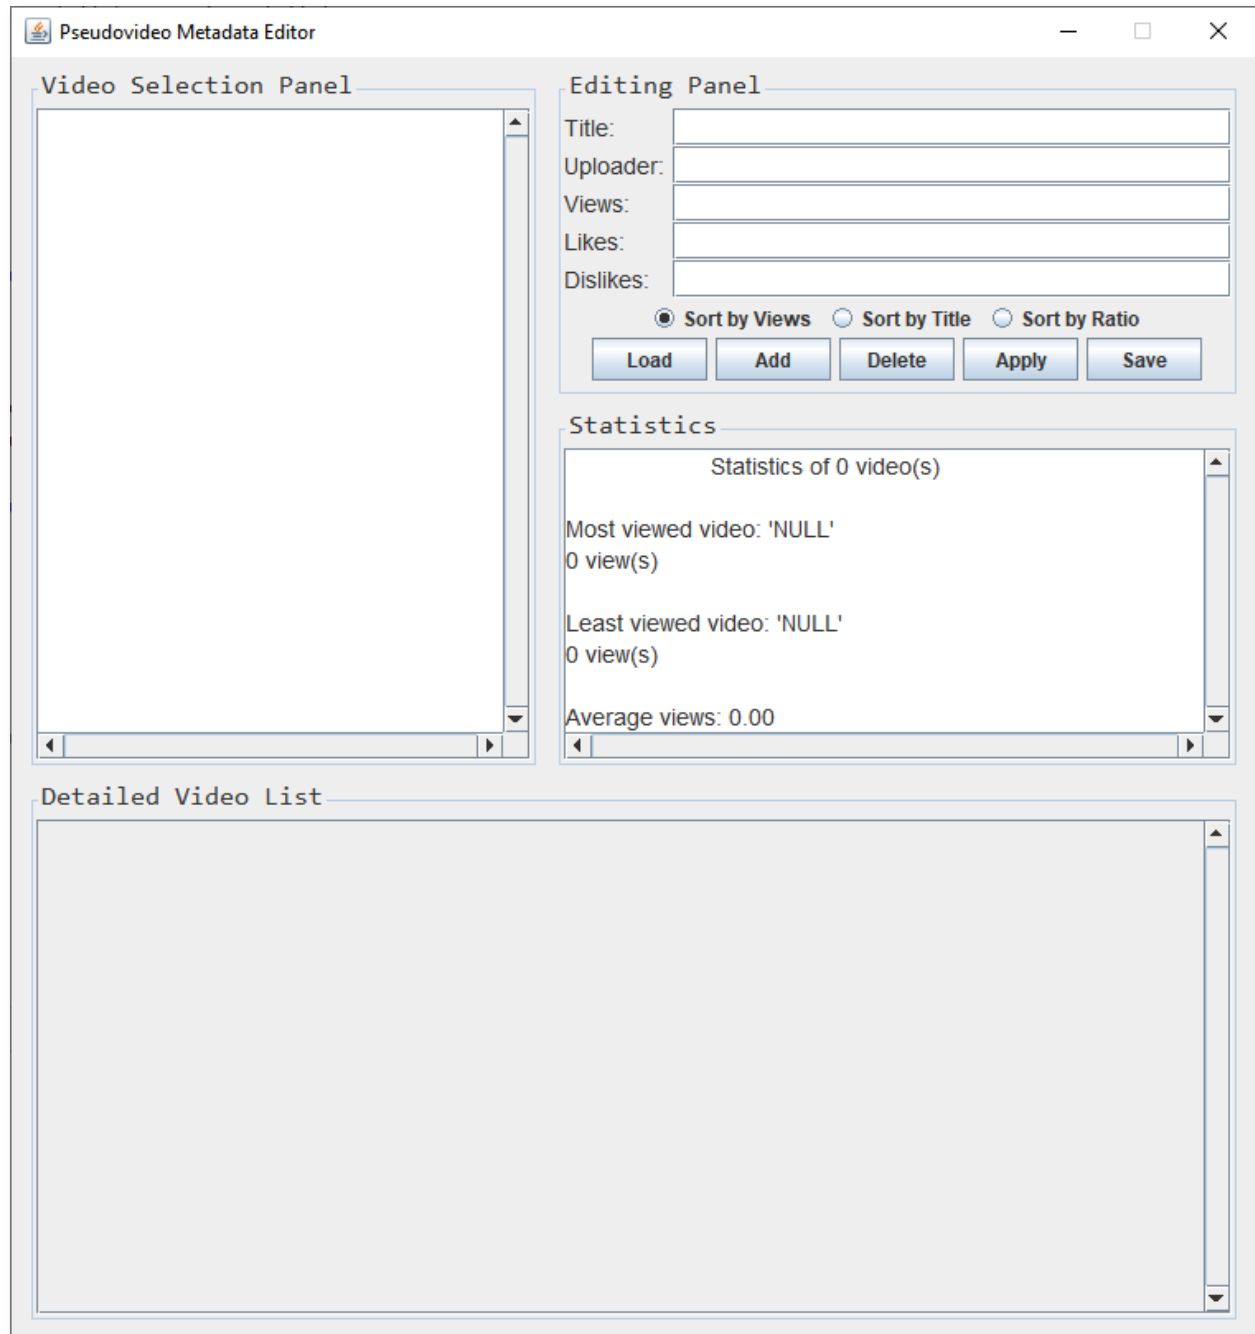 Pseudovideo Metadata Editor
Video Selection Panel
Editing Panel
Title:
Uploader:
Views:
Likes:
Dislikes:
Sort by Views Sort by Title Sort by Ratio
Load Add Delete Apply Save
Statistics
Statistics of 0 video(s)
Most viewed video: 'NULL'
0 view(s)
Least viewed video: 'NULL'
0 view(s)
Average views: 0.00
Detailed Video List